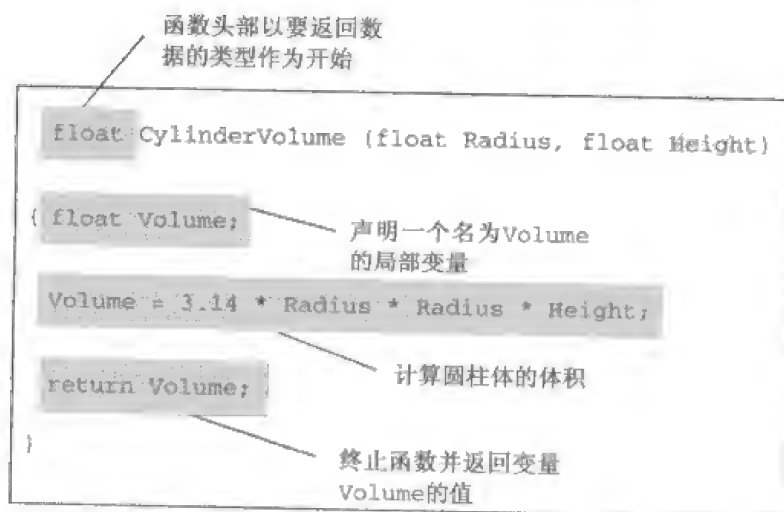 函数头部以要返回数
据的类型作为开始
float CylinderVolume (float Radius, float Height)
{ float Volume;
声明一个名为Volume
的局部变量
Volume = 3.14 * Radius * Radius * Height;
计算圆柱体的体积
return Volume;
}
终止函数并返回变量
Volume的值